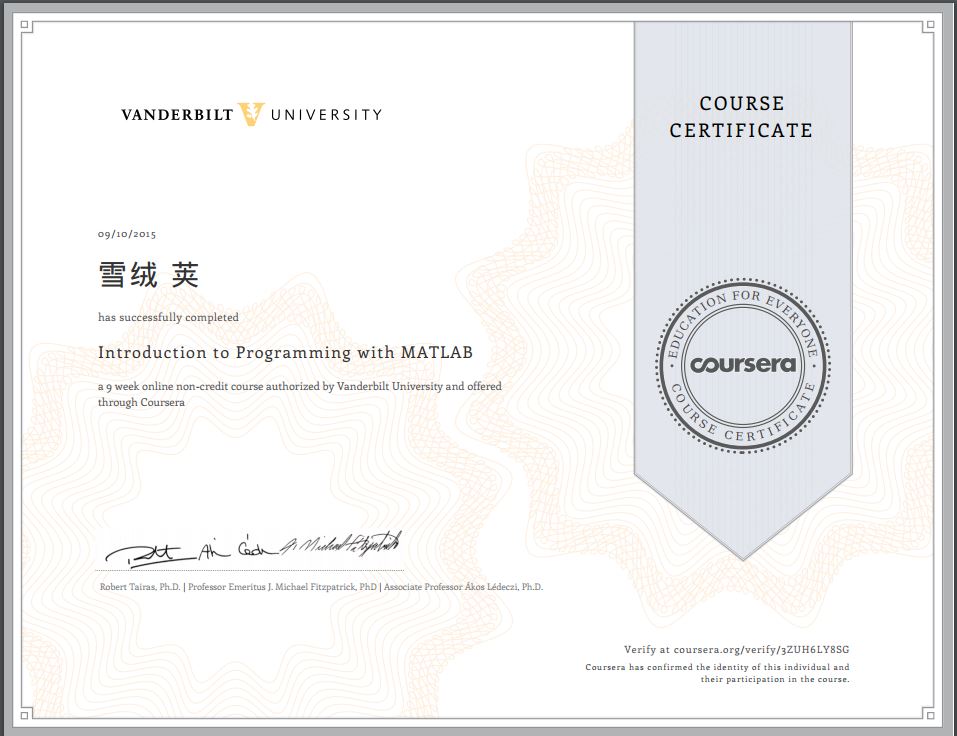 VANDERBILT UNIVERSITY
COURSE
CERTIFICATE
09/10/2015
雪绒 荚
has successfully completed
Introduction to Programming with MATLAB
a 9 week online non-credit course authorized by Vanderbilt University and offered
through Coursera
EDUCATION FOR EVERYONE
coursera
COURSE CERTIFICATE
Robert Tairas, Ph.D. | Professor Emeritus J. Michael Fitzpatrick, PhD | Associate Professor Ákos Lédeczi, Ph.D.
Verify at coursera.org/verify/3ZUH6LY8SG
Coursera has confirmed the identity of this individual and
their participation in the course.